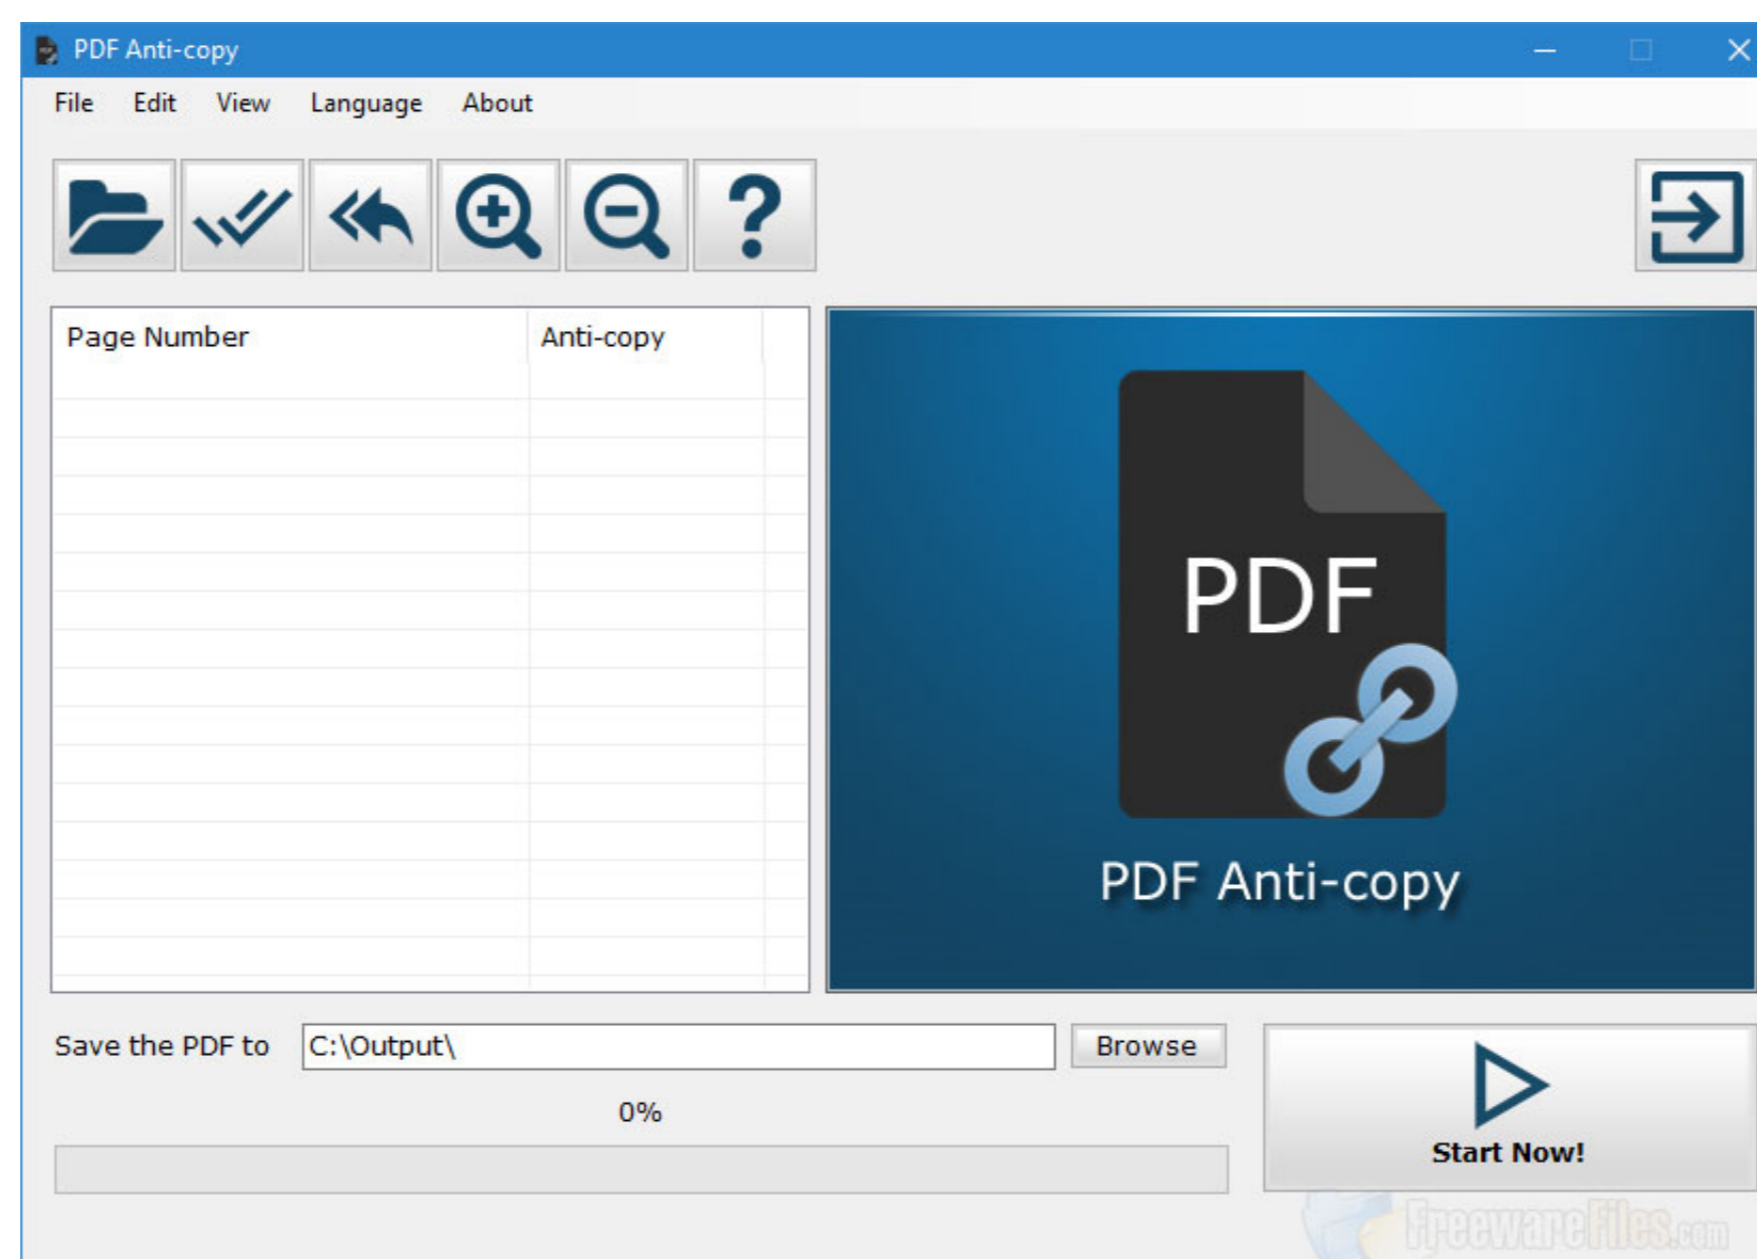 PDF Anti-copy
File Edit View Language About
Page Number Anti-copy
PDF
PDF Anti-copy
Save the PDF to C:\Output\ Browse
0%
Start Now!
FreewareFiles.com